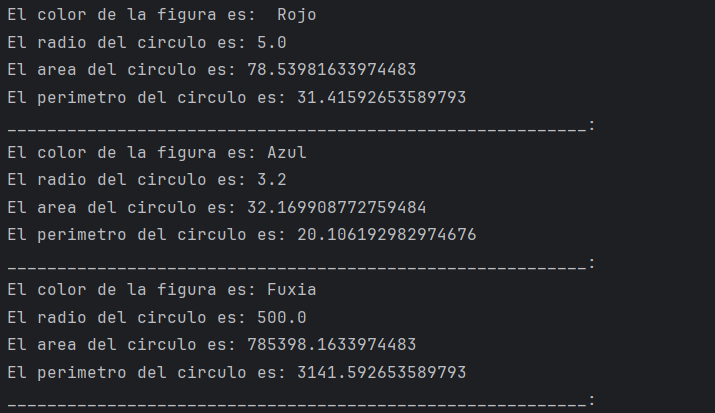 El color de la figura es:  Rojo
El radio del circulo es: 5.0
El area del circulo es: 78.53981633974483
El perimetro del circulo es: 31.41592653589793
__________________________________________________________:
El color de la figura es: Azul
El radio del circulo es: 3.2
El area del circulo es: 32.169908772759484
El perimetro del circulo es: 20.106192982974676
__________________________________________________________:
El color de la figura es: Fuxia
El radio del circulo es: 500.0
El area del circulo es: 785398.1633974483
El perimetro del circulo es: 3141.592653589793
__________________________________________________________: